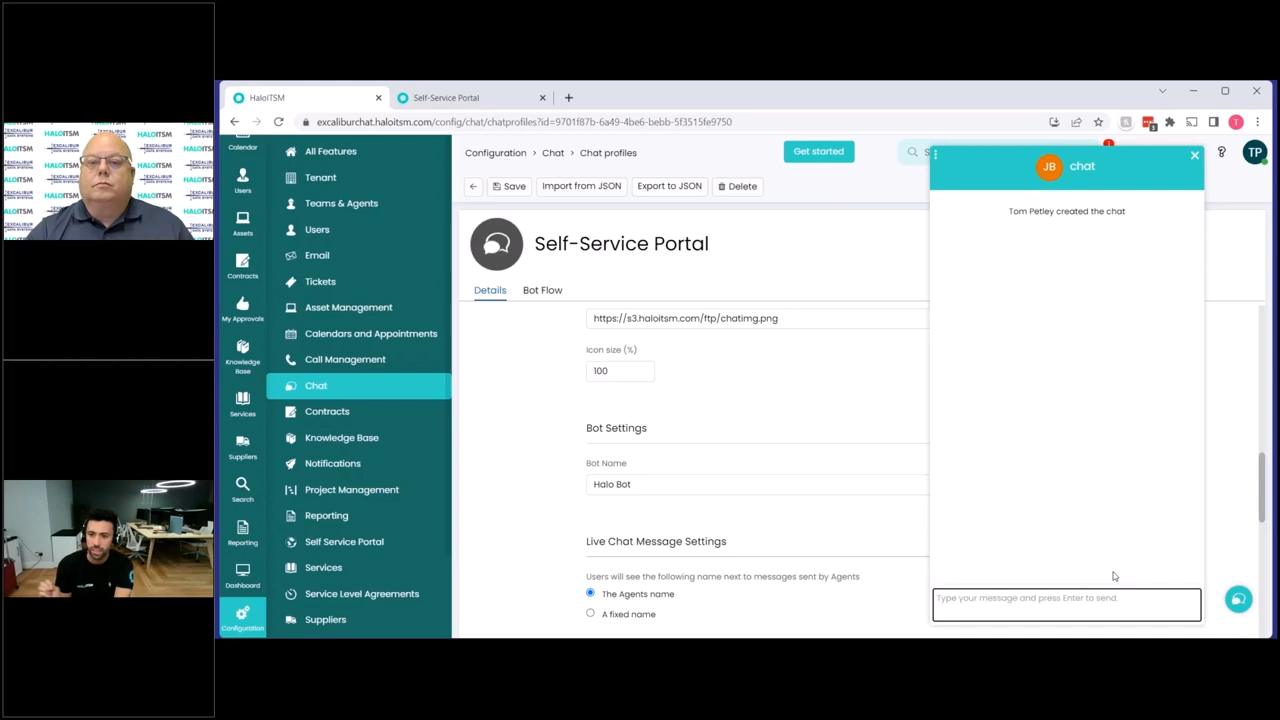 HALOITSM
EXCALIBUR
DATA SYSTEMS
HaloITSM
Self-Service Portal
excaliburchat.haloitsm.com/config/chat/chatprofiles?id=9701f87b-6a49-4be6-bebb-5f3515f9e950
Calendar
Users
Assets
Contracts
My Approvals
Knowledge
Base
Services
Suppliers
Search
Reporting
Dashboard
Configuration
All Features
Tenant
Teams & Agents
Users
Email
Tickets
Asset Management
Calendars and Appointments
Call Management
Chat
Contracts
Knowledge Base
Notifications
Project Management
Reporting
Self Service Portal
Services
Service Level Agreements
Suppliers
Configuration > Chat > Chat profiles
Get started
S
TP
Save
Import from JSON
Export to JSON
Delete
Self-Service Portal
Details
Bot Flow
https://s3.haloitsm.com/ftp/chatimg.png
Icon size (%)
100
Bot Settings
Bot Name
Halo Bot
Live Chat Message Settings
Users will see the following name next to messages sent by Agents
The Agents name
A fixed name
JB chat
Tom Petley created the chat
Type your message and press Enter to send.